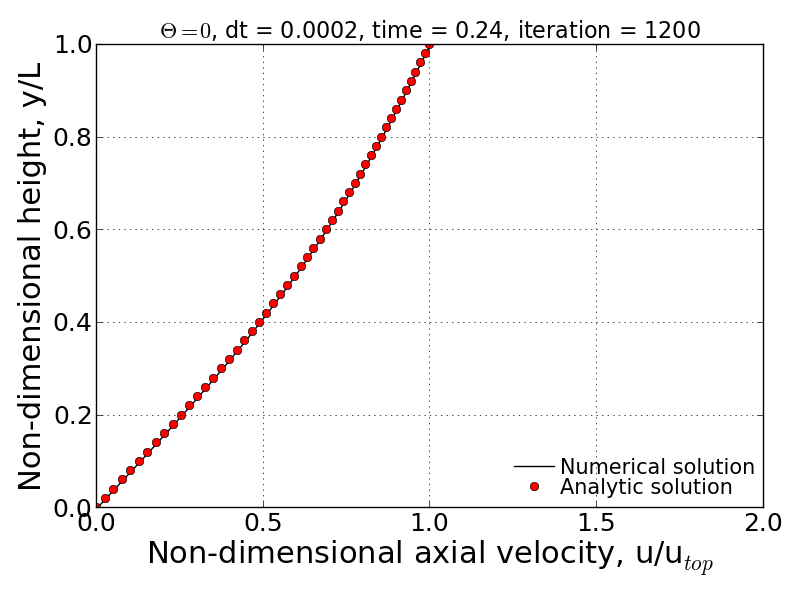 Θ=0, dt = 0.0002, time = 0.24, iteration = 1200
1.0
0.8
0.6
0.4
0.2
0.0
Non-dimensional height, y/L
Numerical solution
Analytic solution
0.0 0.5 1.0 1.5 2.0
Non-dimensional axial velocity, u/u_top